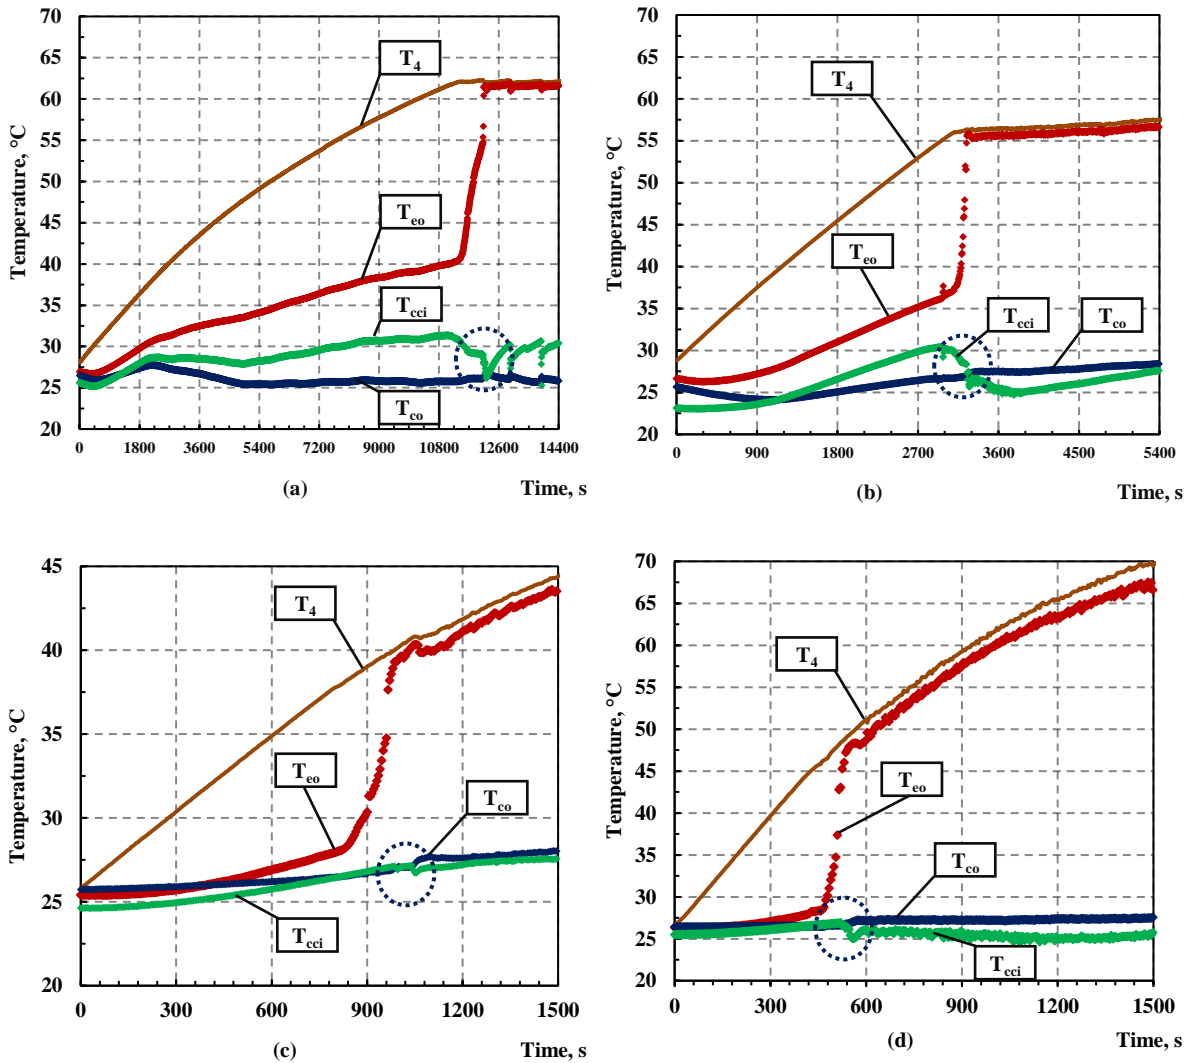 70
65
60
55
50
45
40
35
30
25
20
Temperature, °C
T4
Teo
Tcci
Tco
0 1800 3600 5400 7200 9000 10800 12600 14400
(a)
Time, s
70
65
60
55
50
45
40
35
30
25
20
Temperature, °C
T4
Teo
Tcci
Tco
0 900 1800 2700 3600 4500 5400
(b)
Time, s
45
40
35
30
25
20
Temperature, °C
T4
Teo
Tco
Tcci
0 300 600 900 1200 1500
(c)
Time, s
70
65
60
55
50
45
40
35
30
25
20
Temperature, °C
T4
Teo
Tco
Tcci
0 300 600 900 1200 1500
(d)
Time, s